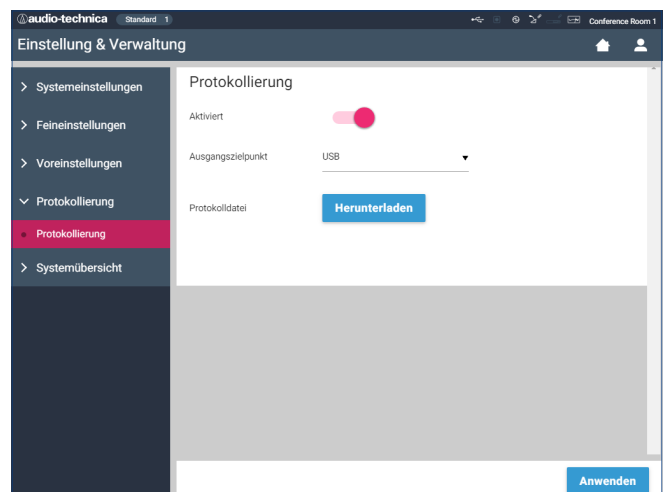 audio-technica Standard 1 Conference Room 1
Einstellung & Verwaltung
Systemeinstellungen
Feineinstellungen
Voreinstellungen
Protokollierung
Protokollierung
Systemübersicht
Protokollierung
Aktiviert
Ausgangszielpunkt USB
Protokolldatei Herunterladen
Anwenden